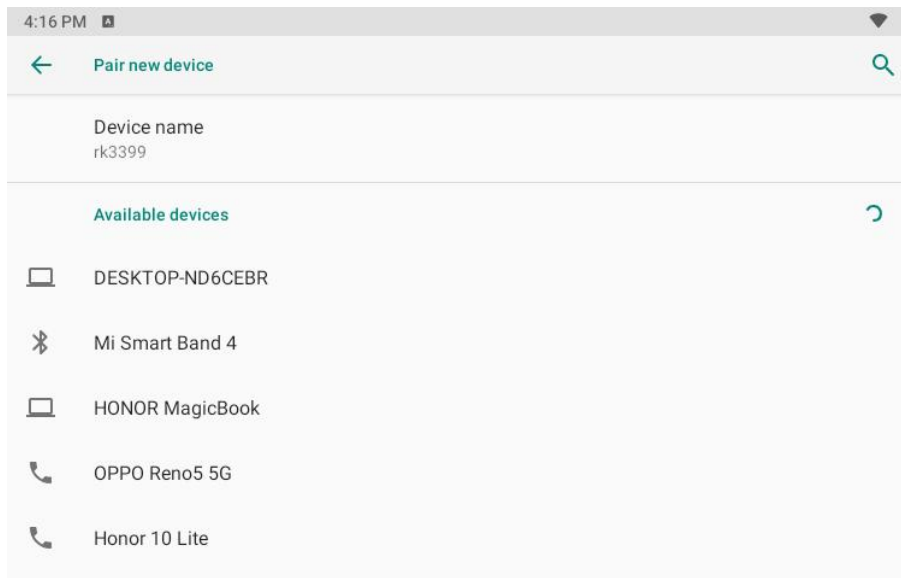 4:16 PM A
Pair new device
Device name
rk3399
Available devices
DESKTOP-ND6CEBR
Mi Smart Band 4
HONOR MagicBook
OPPO Reno5 5G
Honor 10 Lite